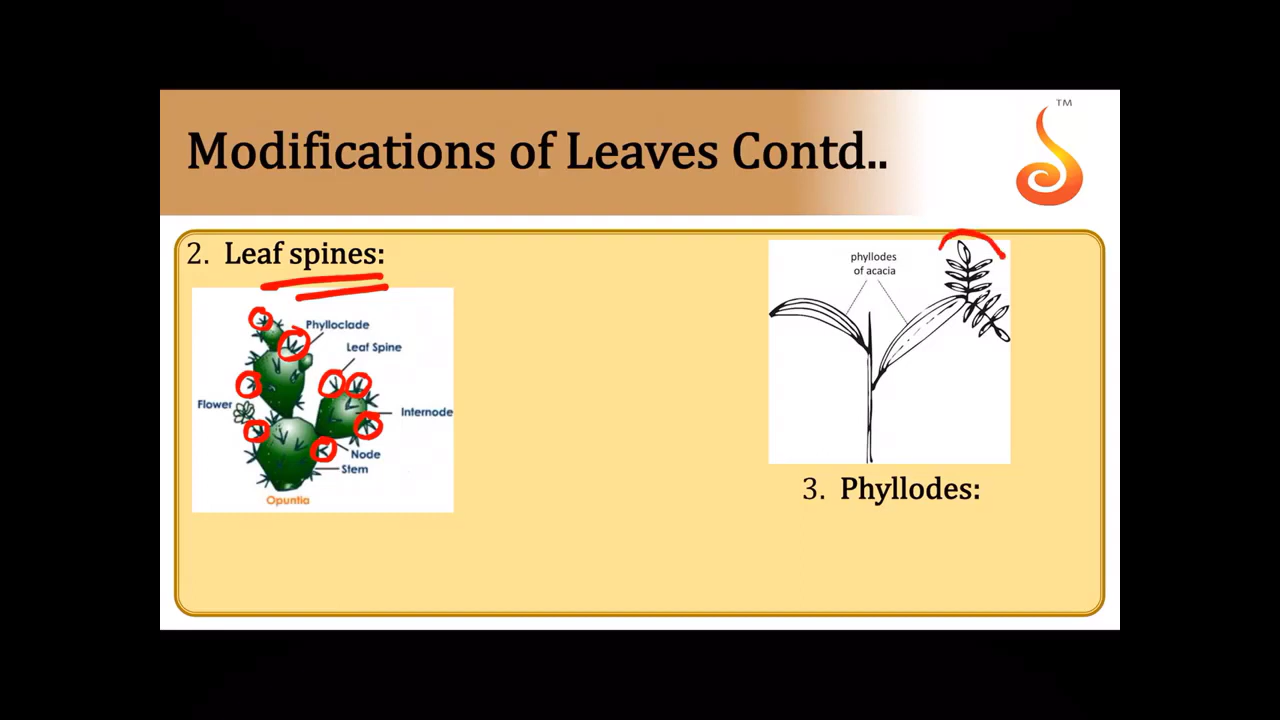 TM
Modifications of Leaves Contd..
2. Leaf spines:
Phylloclade
Leaf Spine
Flower
Internode
Node
Stem
Opuntia
phyllodes
of acacia
3. Phyllodes: